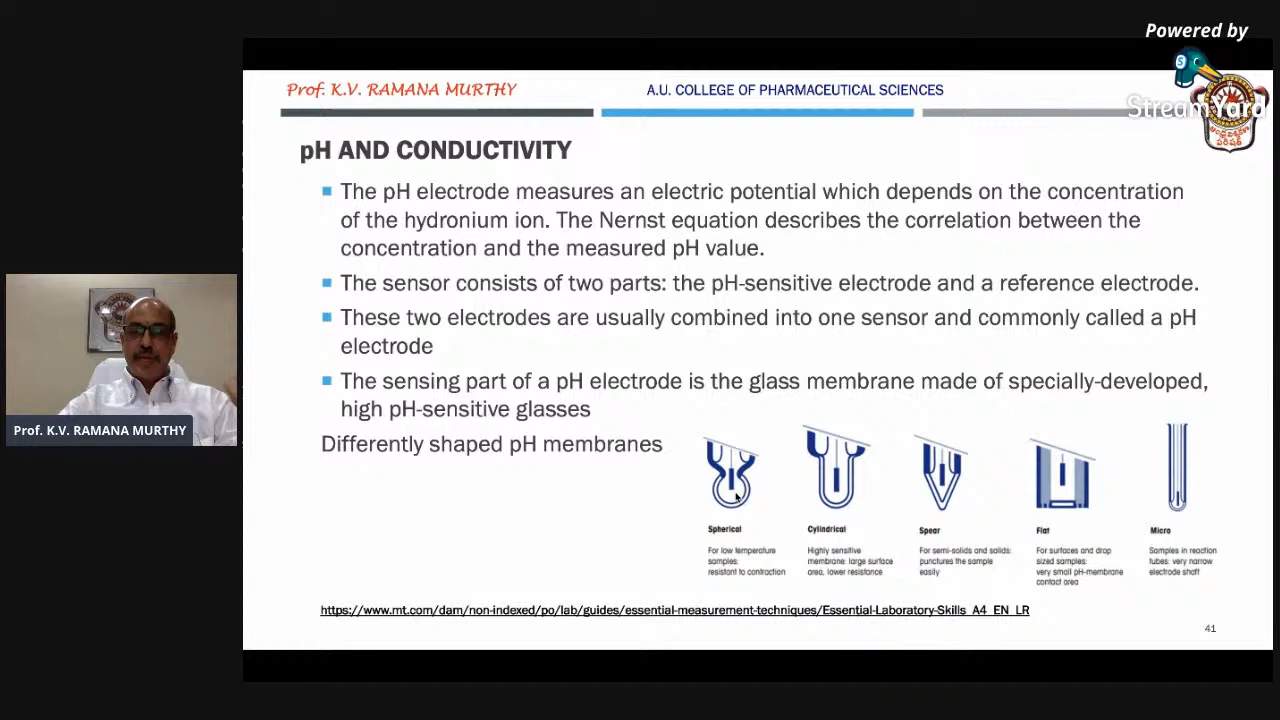 Powered by
StreamYard
Prof. K.V. RAMANA MURTHY
A.U. COLLEGE OF PHARMACEUTICAL SCIENCES
pH AND CONDUCTIVITY
The pH electrode measures an electric potential which depends on the concentration
of the hydronium ion. The Nernst equation describes the correlation between the
concentration and the measured pH value.
The sensor consists of two parts: the pH-sensitive electrode and a reference electrode.
These two electrodes are usually combined into one sensor and commonly called a pH
electrode
The sensing part of a pH electrode is the glass membrane made of specially-developed,
high pH-sensitive glasses
Differently shaped pH membranes
Spherical
For low temperature
samples:
resistant to contraction
Cylindrical
Highly sensitive
membrane: large surface
area, lower resistance
Spear
For semi-solids and solids:
punctures the sample
easily
Flat
For surfaces and drop
sized samples:
very small pH-membrane
contact area
Micro
Samples in reaction
tubes: very narrow
electrode shaft
https://www.mt.com/dam/non-indexed/po/lab/guides/essential-measurement-techniques/Essential-Laboratory-Skills_A4_EN_LR
41
Prof. K.V. RAMANA MURTHY